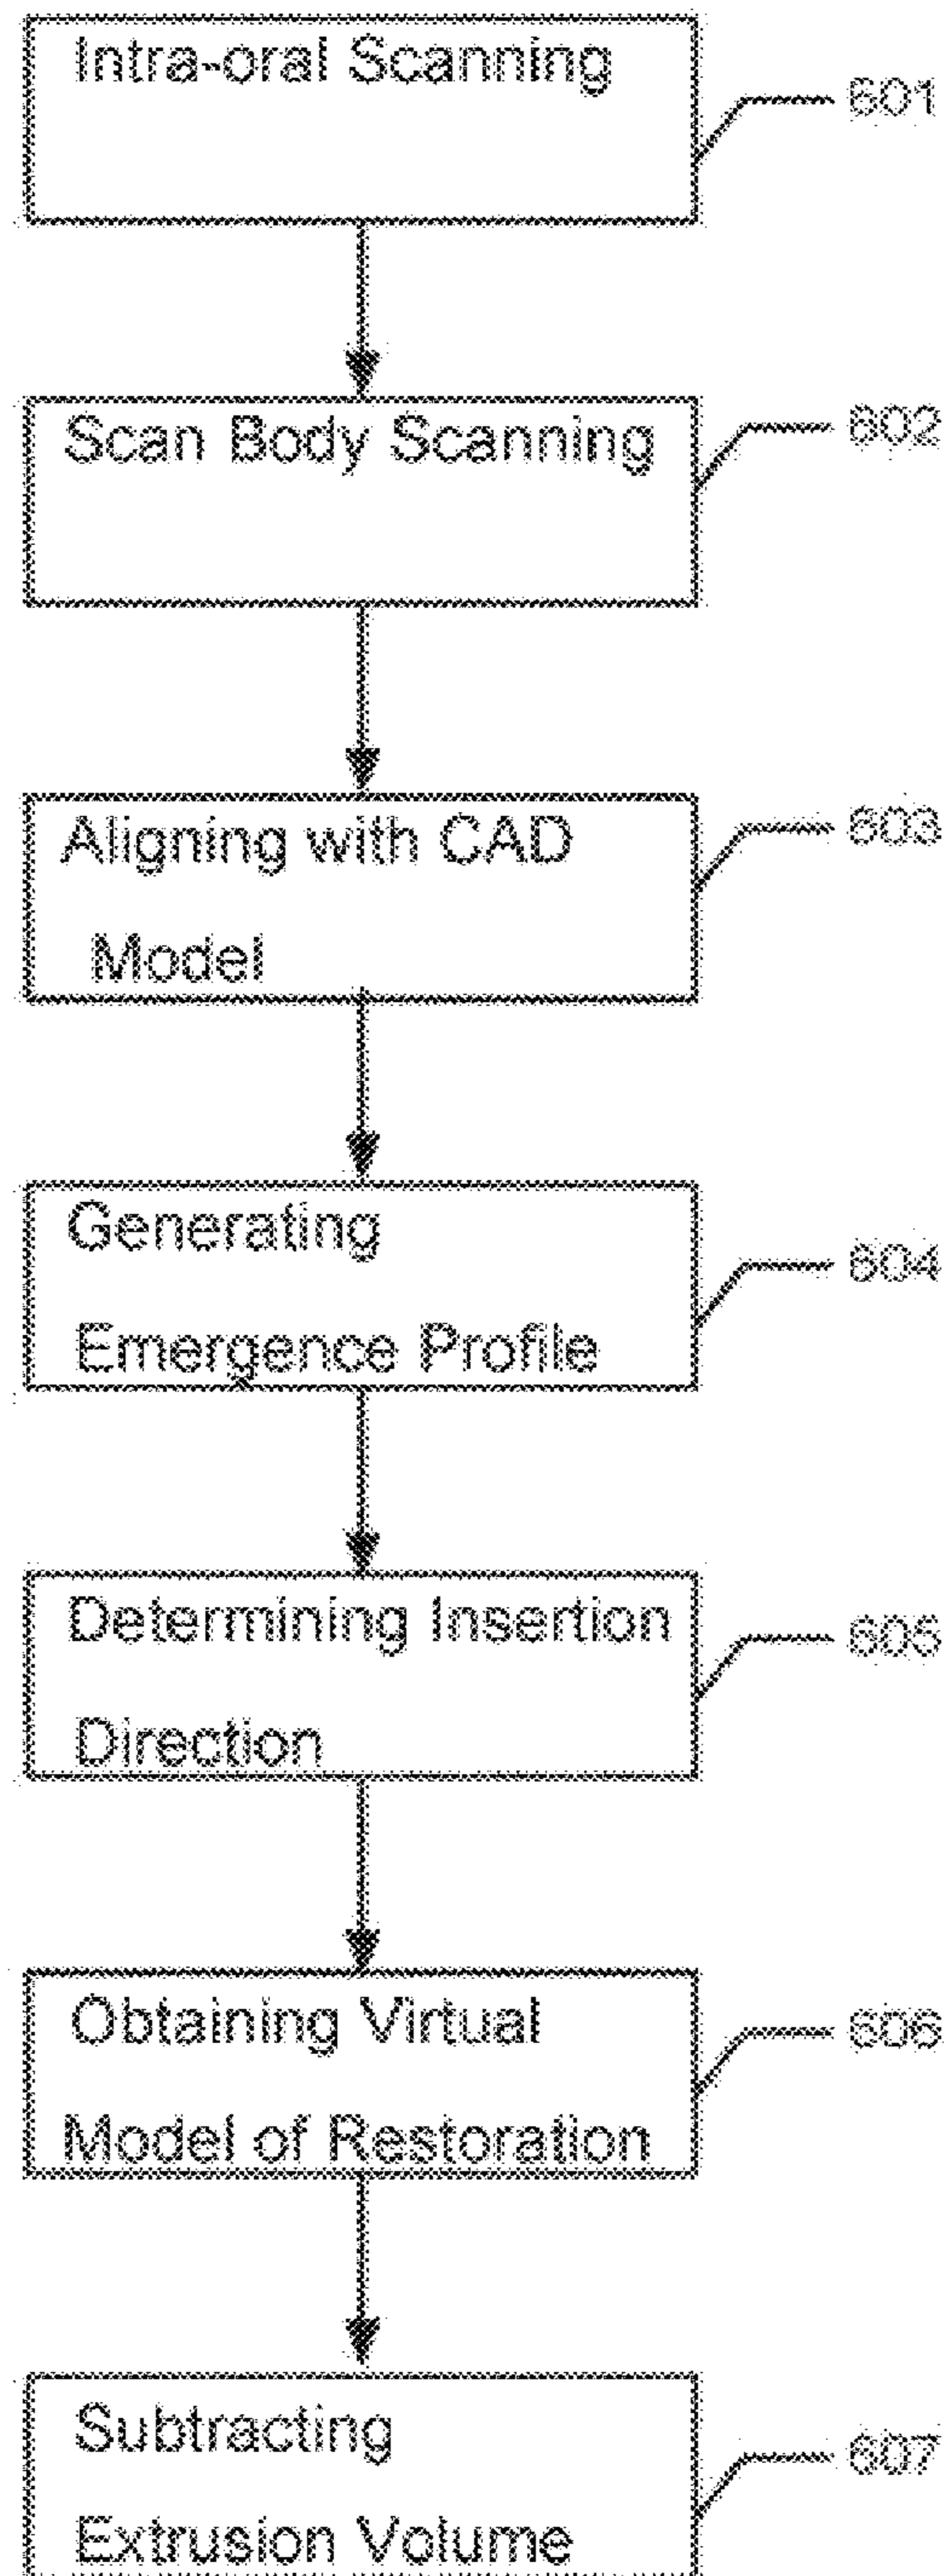 Intra-oral Scanning
601
Scan Body Scanning
602
Aligning with CAD
Model
603
Generating
Emergence Profile
604
Determining Insertion
Direction
605
Obtaining Virtual
Model of Restoration
606
Subtracting
Extrusion Volume
607